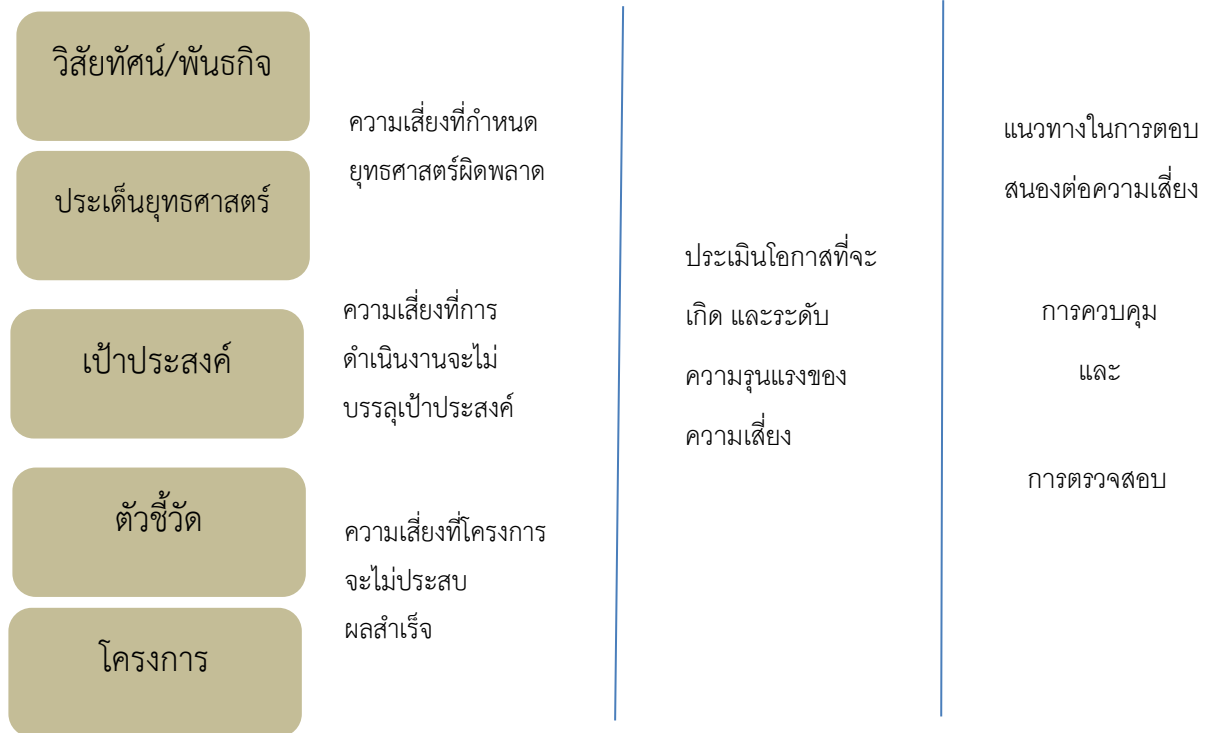 วิสัยทัศน์/พันธกิจ
ประเด็นยุทธศาสตร์
เป้าประสงค์
ตัวชี้วัด
โครงการ
ความเสี่ยงที่กำหนด
ยุทธศาสตร์ผิดพลาด
ความเสี่ยงที่การ
ดำเนินงานจะไม่
บรรลุเป้าประสงค์
ความเสี่ยงที่โครงการ
จะไม่ประสบ
ผลสำเร็จ
ประเมินโอกาสที่จะ
เกิด และระดับ
ความรุนแรงของ
ความเสี่ยง
แนวทางในการตอบ
สนองต่อความเสี่ยง
การควบคุม
และ
การตรวจสอบ